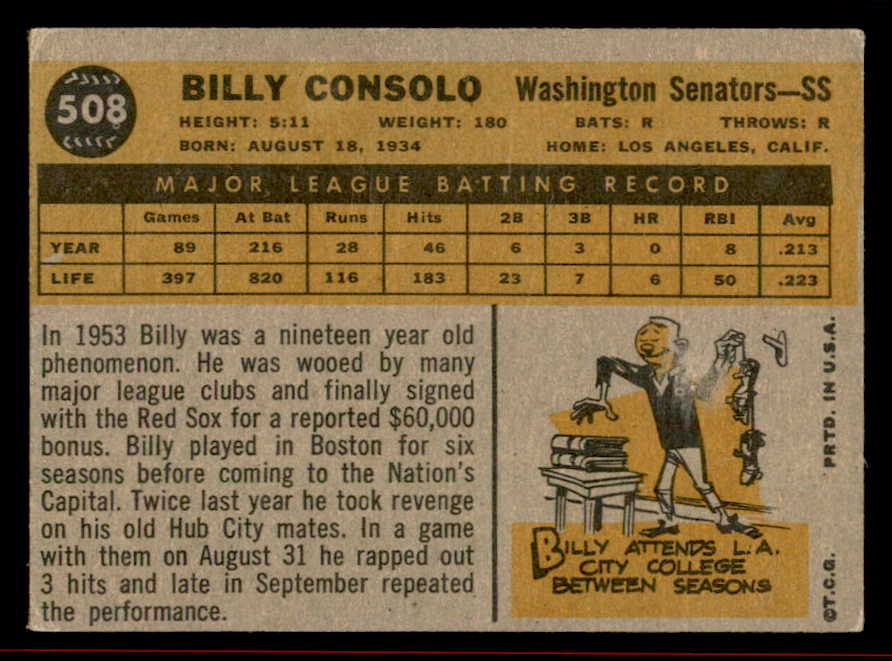 508
BILLY CONSOLO Washington Senators—SS
HEIGHT: 5:11 WEIGHT: 180 BATS: R THROWS: R
BORN: AUGUST 18, 1934 HOME: LOS ANGELES, CALIF.
MAJOR LEAGUE BATTING RECORD
Games At Bat Runs Hits 2B 3B HR RBI Avg
YEAR 89 216 28 46 6 3 0 8 .213
LIFE 397 820 116 183 23 7 6 50 .223
In 1953 Billy was a nineteen year old
phenomenon. He was wooed by many
major league clubs and finally signed
with the Red Sox for a reported $60,000
bonus. Billy played in Boston for six
seasons before coming to the Nation's
Capital. Twice last year he took revenge
on his old Hub City mates. In a game
with them on August 31 he rapped out
3 hits and late in September repeated
the performance.
BILLY ATTENDS L.A.
CITY COLLEGE
BETWEEN SEASONS
©T.C.G. PRTD. IN U.S.A.